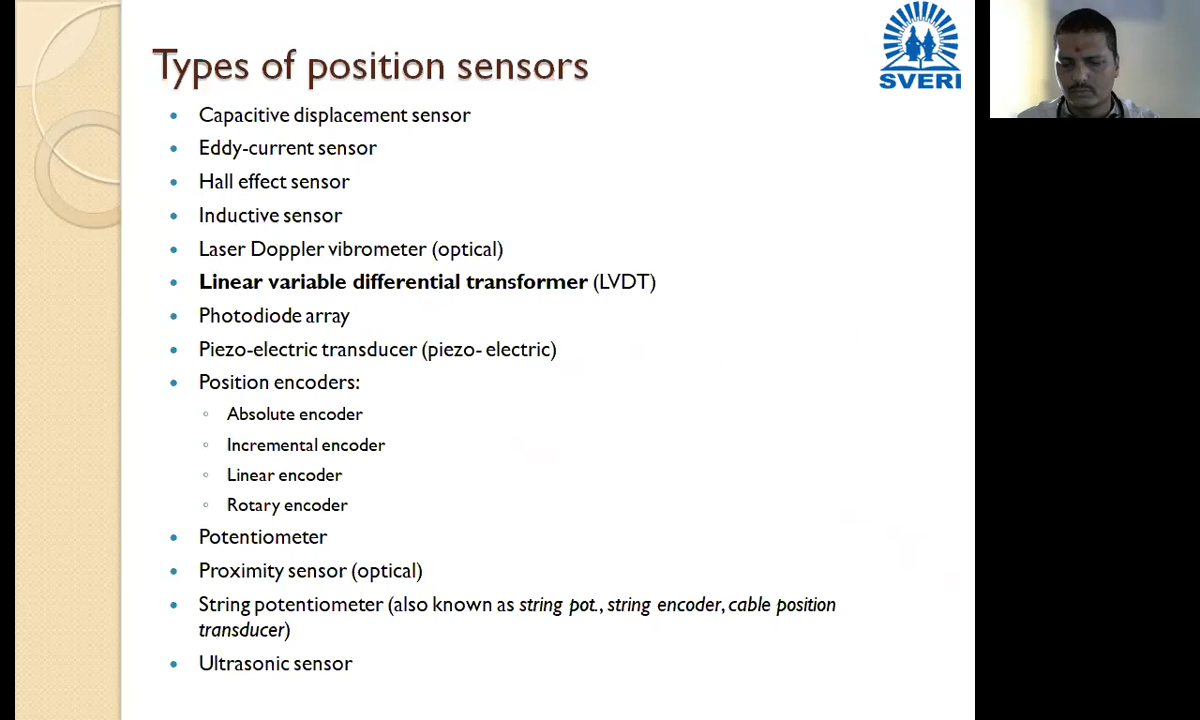 Types of position sensors
SVERI
• Capacitive displacement sensor
• Eddy-current sensor
• Hall effect sensor
• Inductive sensor
• Laser Doppler vibrometer (optical)
• Linear variable differential transformer (LVDT)
• Photodiode array
• Piezo-electric transducer (piezo- electric)
• Position encoders:
◦ Absolute encoder
◦ Incremental encoder
◦ Linear encoder
◦ Rotary encoder
• Potentiometer
• Proximity sensor (optical)
• String potentiometer (also known as string pot., string encoder, cable position
transducer)
• Ultrasonic sensor